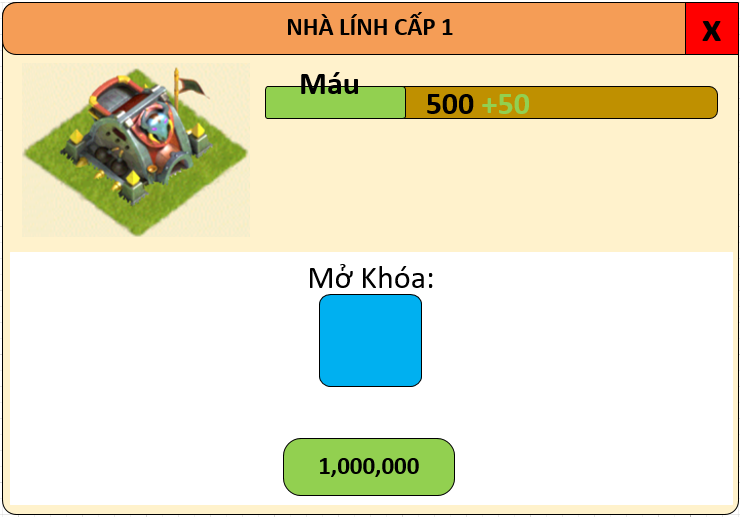 NHÀ LÍNH CẤP 1
X
Máu
500 +50
Mở Khóa:
1,000,000